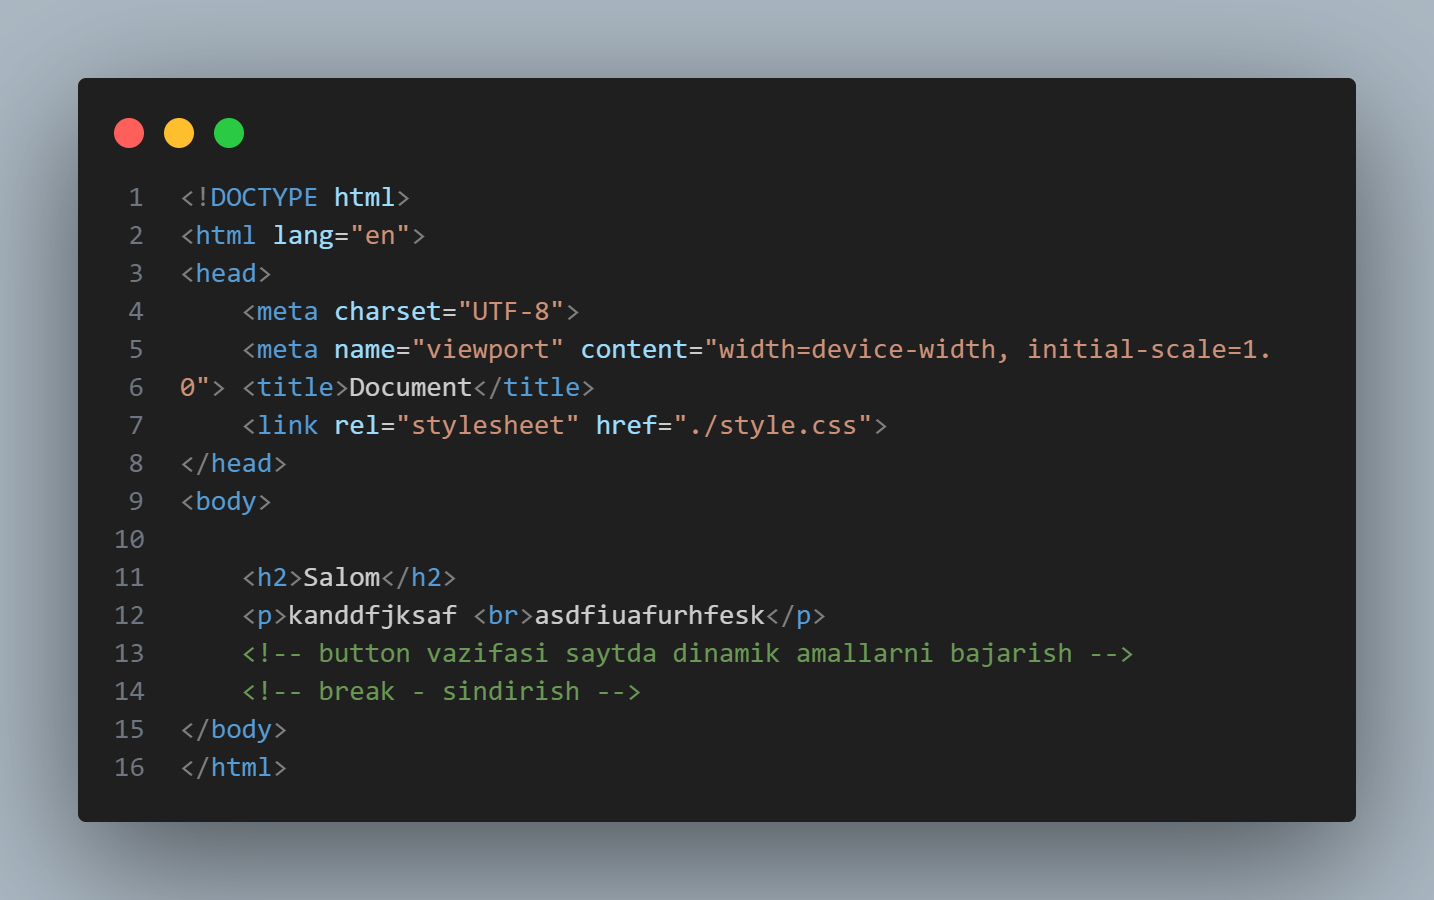 1 <!DOCTYPE html>
2 <html lang="en">
3 <head>
4     <meta charset="UTF-8">
5     <meta name="viewport" content="width=device-width, initial-scale=1.
6 0"> <title>Document</title>
7     <link rel="stylesheet" href="./style.css">
8 </head>
9 <body>
10
11     <h2>Salom</h2>
12     <p>kanddfjksaf <br>asdfiuafurhfesk</p>
13     <!-- button vazifasi saytda dinamik amallarni bajarish -->
14     <!-- break - sindirish -->
15 </body>
16 </html>